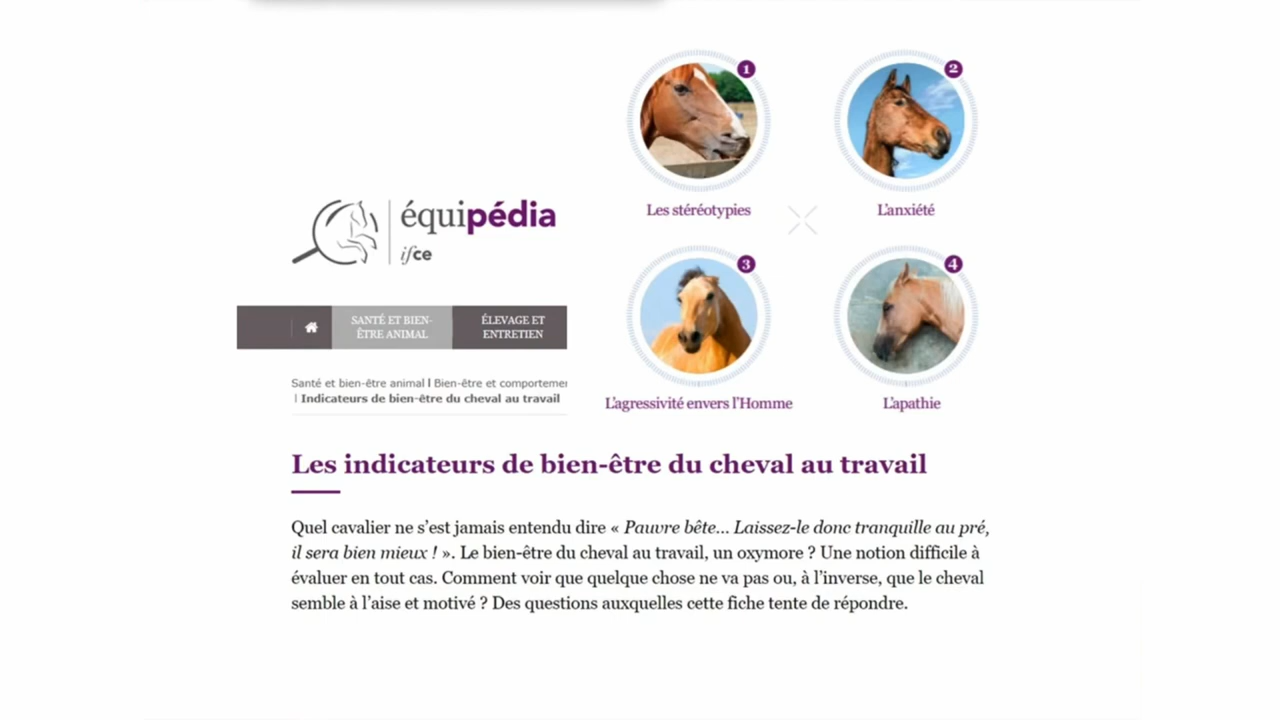 1
2
Les stéréotypies
L'anxiété
équipédia
ifce
3
4
SANTÉ ET BIEN-
ÊTRE ANIMAL
ÉLEVAGE ET
ENTRETIEN
Santé et bien-être animal | Bien-être et comporteme
| Indicateurs de bien-être du cheval au travail
L'agressivité envers l'Homme
L'apathie
Les indicateurs de bien-être du cheval au travail
Quel cavalier ne s'est jamais entendu dire « Pauvre bête... Laissez-le donc tranquille au pré,
il sera bien mieux ! ». Le bien-être du cheval au travail, un oxymore ? Une notion difficile à
évaluer en tout cas. Comment voir que quelque chose ne va pas ou, à l'inverse, que le cheval
semble à l'aise et motivé ? Des questions auxquelles cette fiche tente de répondre.